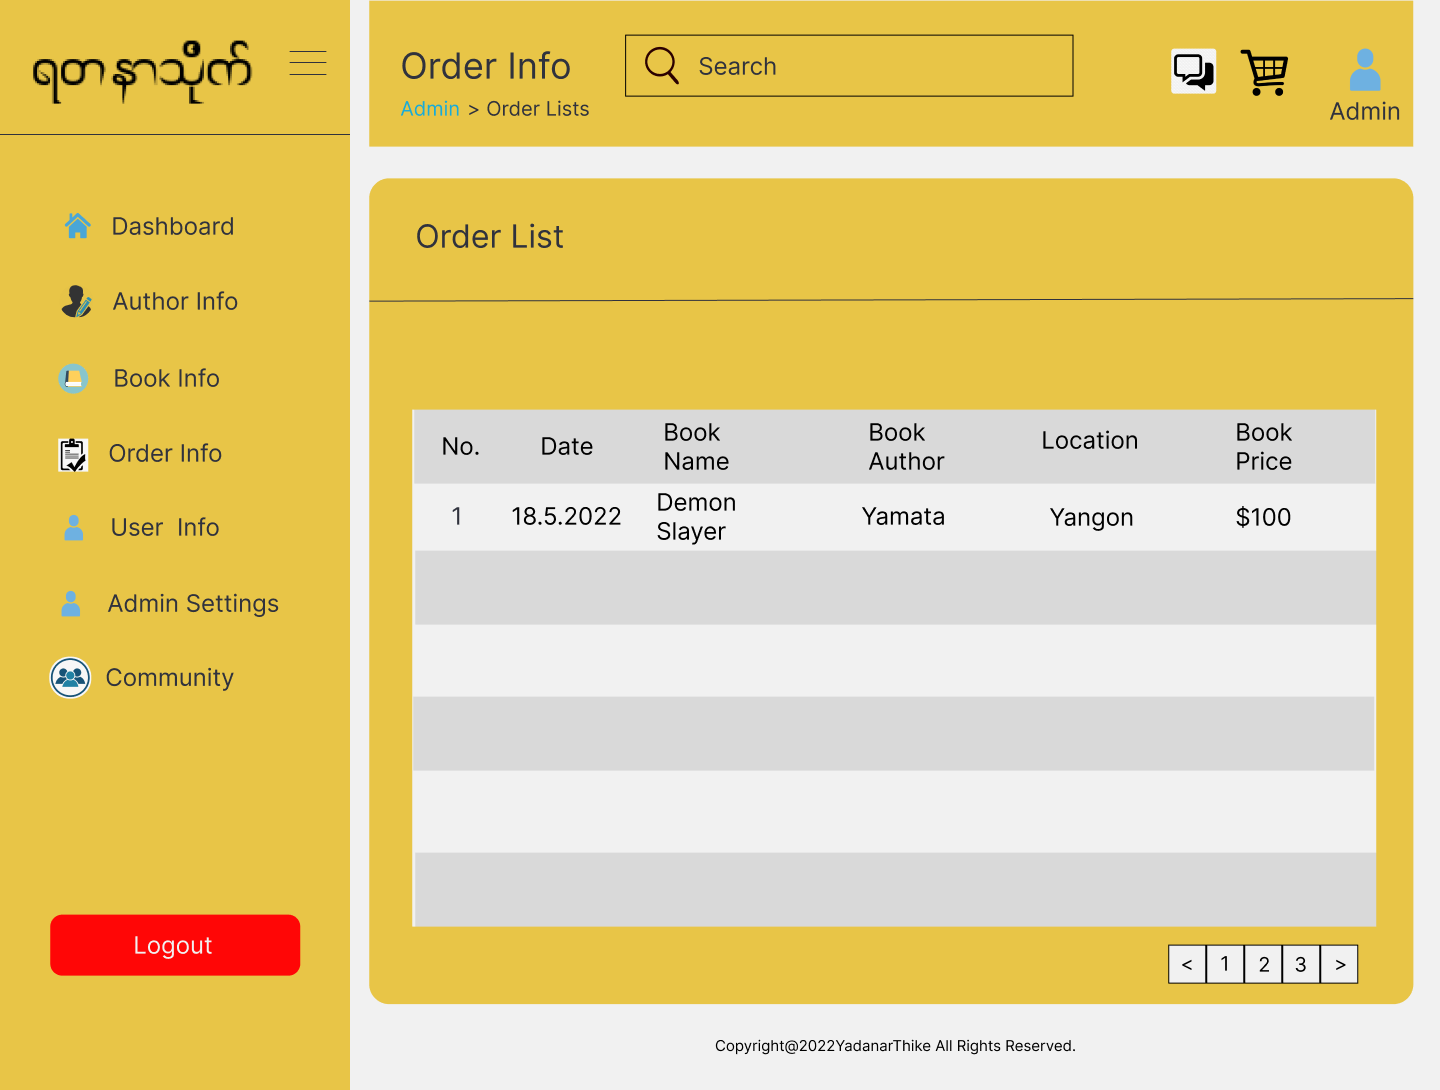 ရတနာသိုက်
Order Info
Search
Admin > Order Lists
Admin
Dashboard
Author Info
Book Info
Order Info
User Info
Admin Settings
Community
Logout
Order List
No. Date Book Name Book Author Location Book Price
1 18.5.2022 Demon Slayer Yamata Yangon $100
< 1 2 3 >
Copyright@2022YadanarThike All Rights Reserved.